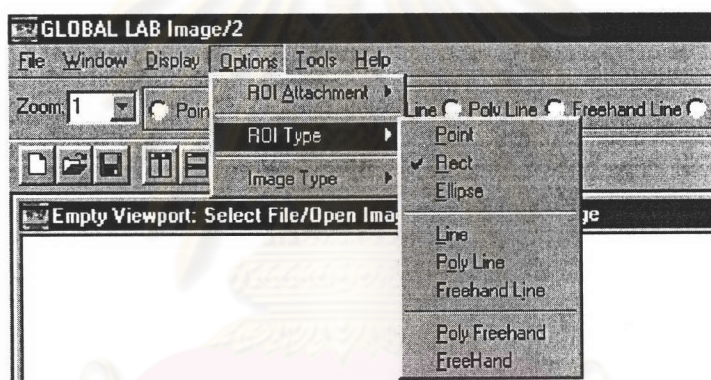 GLOBAL LAB Image/2
File Window Display Options Tools Help
Zoom: 1 Poin Line Poly Line Freehand Line
ROI Attachment
ROI Type
Image Type
Point
Rect
Ellipse
Line
Poly Line
Freehand Line
Poly Freehand
FreeHand
Empty Viewport: Select File/Open Imag ge